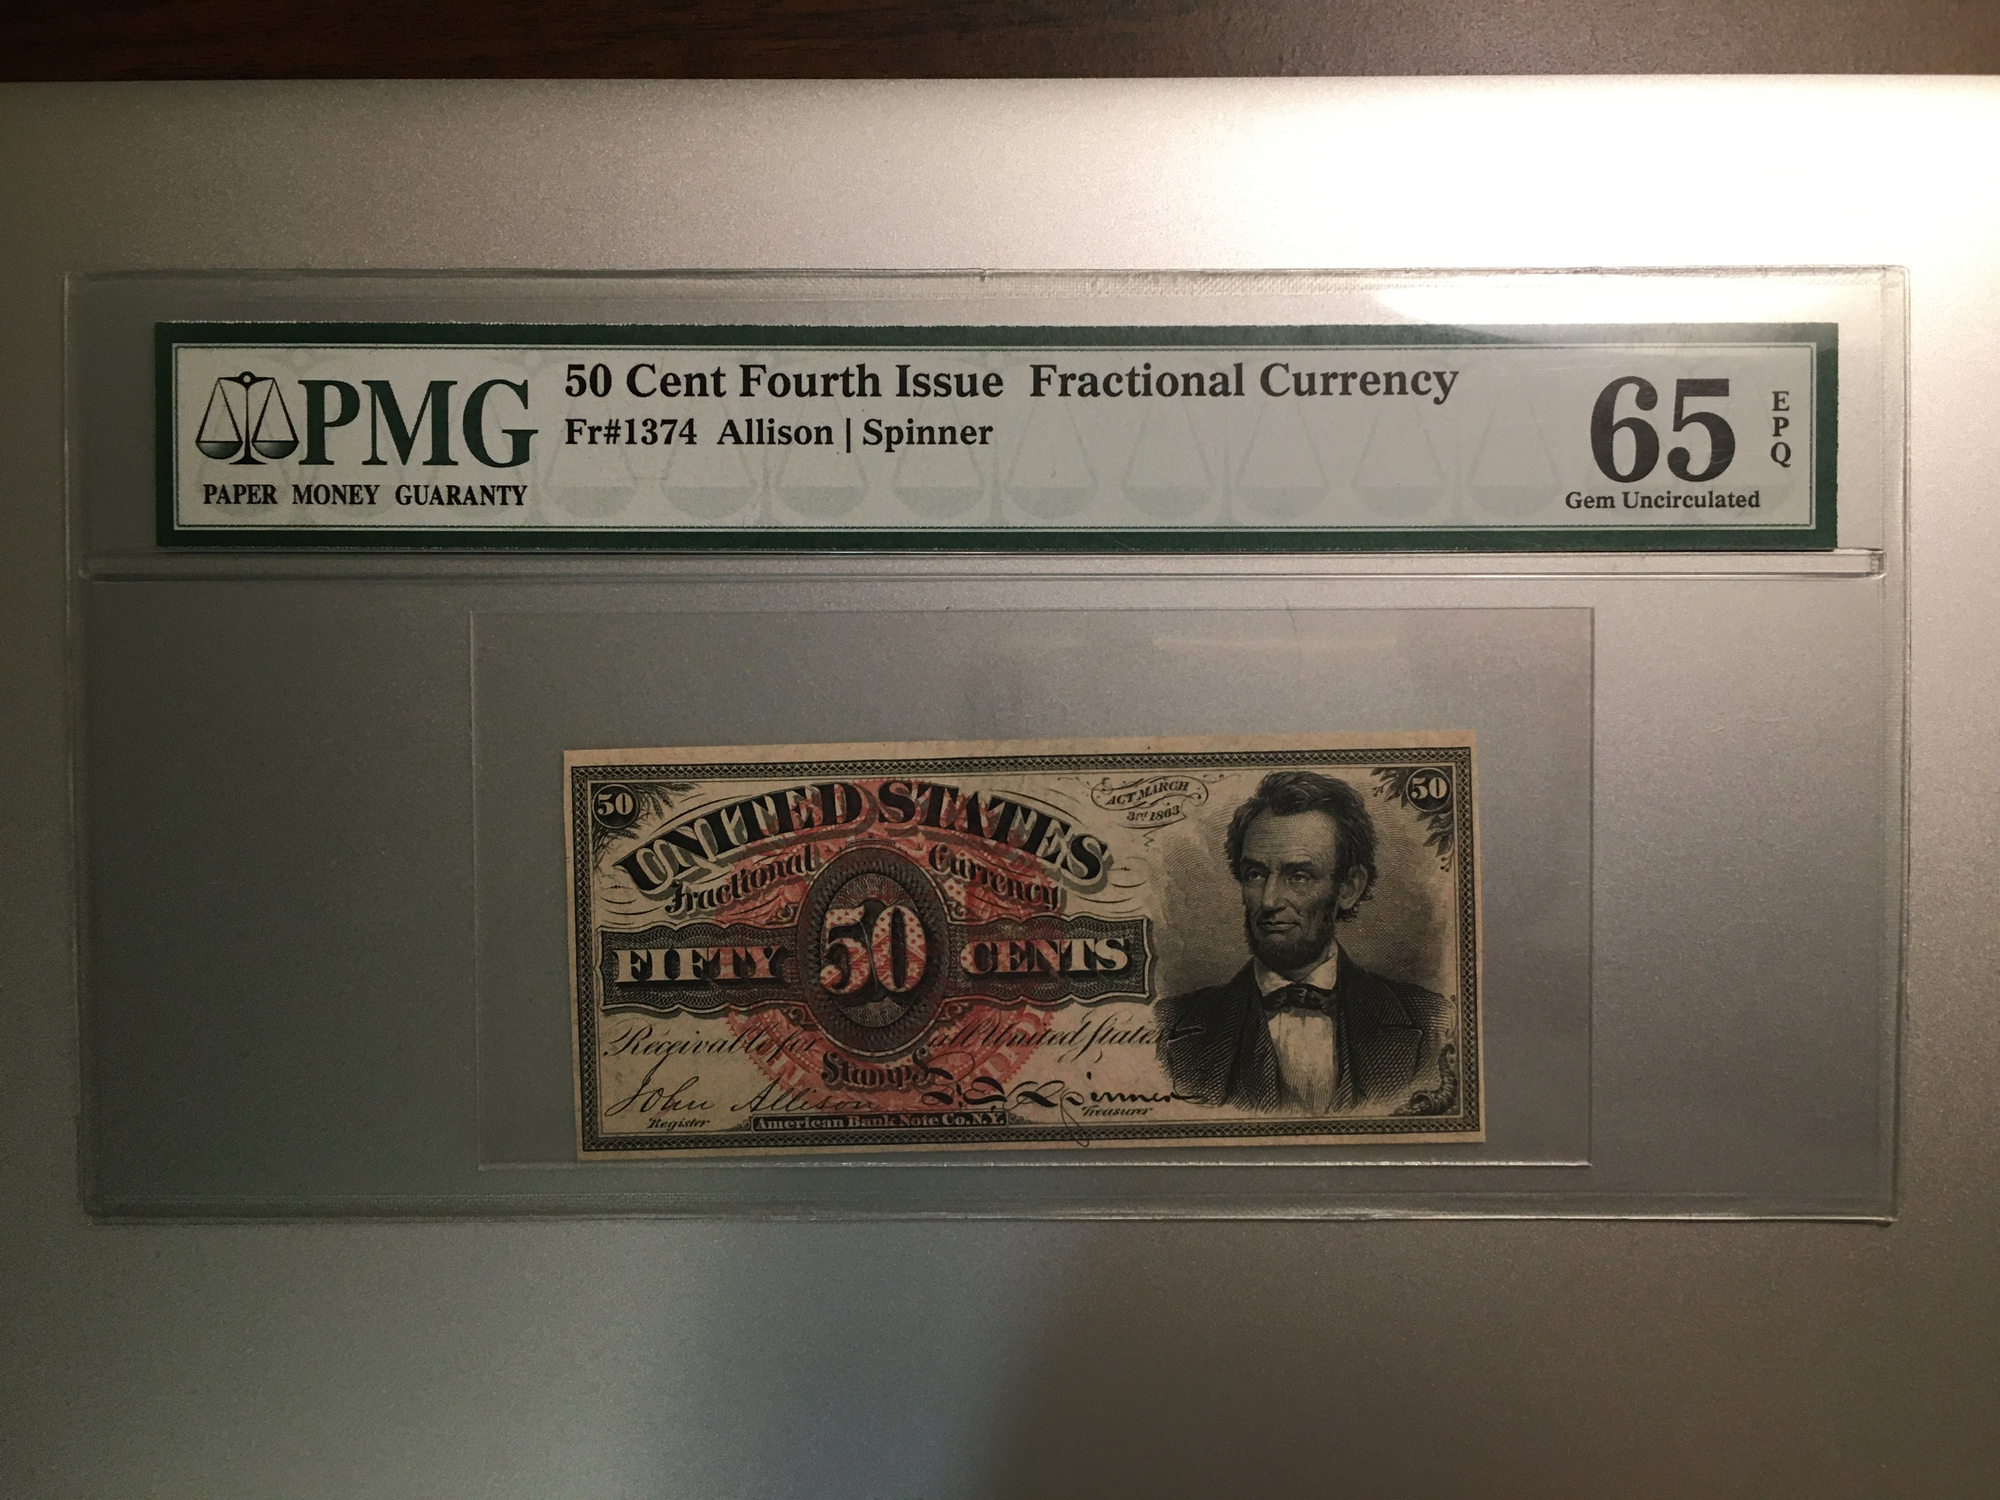 PMG
PAPER MONEY GUARANTY
50 Cent Fourth Issue Fractional Currency
Fr#1374 Allison | Spinner
65
EPQ
Gem Uncirculated
50
ACT MARCH
3rd 1863
50
UNITED STATES
Fractional Currency
FIFTY 50 CENTS
Receivable for all United States
Stamps
John Allison F. E. Spinner
Register Treasurer
American Bank Note Co. N.Y.